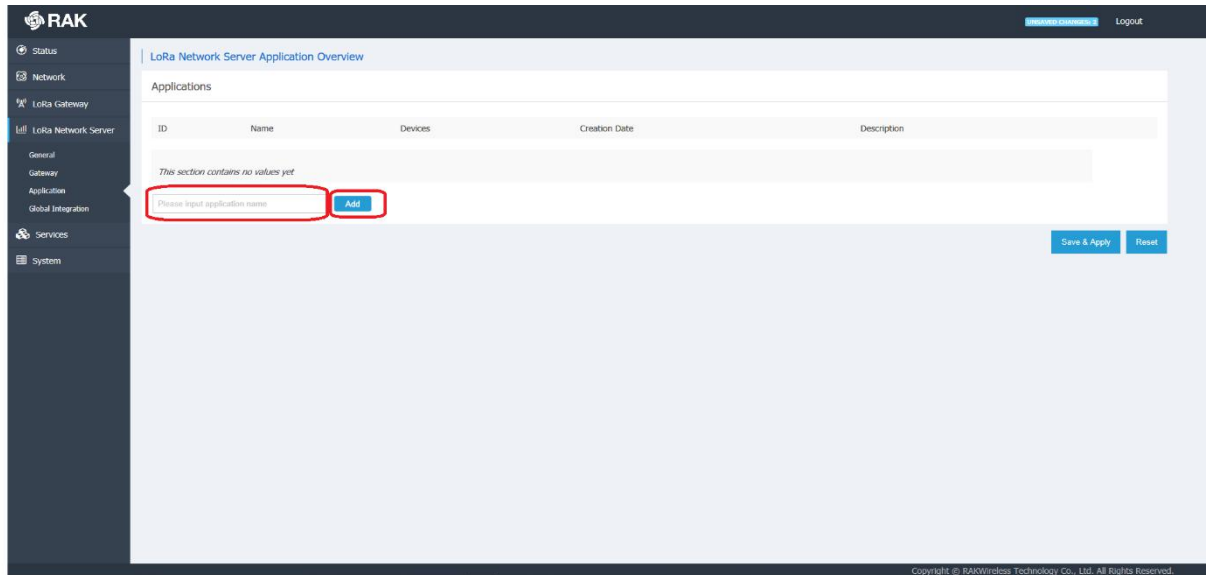 RAK
UNSAVED CHANGES: 2
Logout
Status
Network
LoRa Gateway
LoRa Network Server
General
Gateway
Application
Global Integration
Services
System
LoRa Network Server Application Overview
Applications
ID Name Devices Creation Date Description
This section contains no values yet
Please input application name
Add
Save & Apply
Reset
Copyright © RAKWireless Technology Co., Ltd. All Rights Reserved.